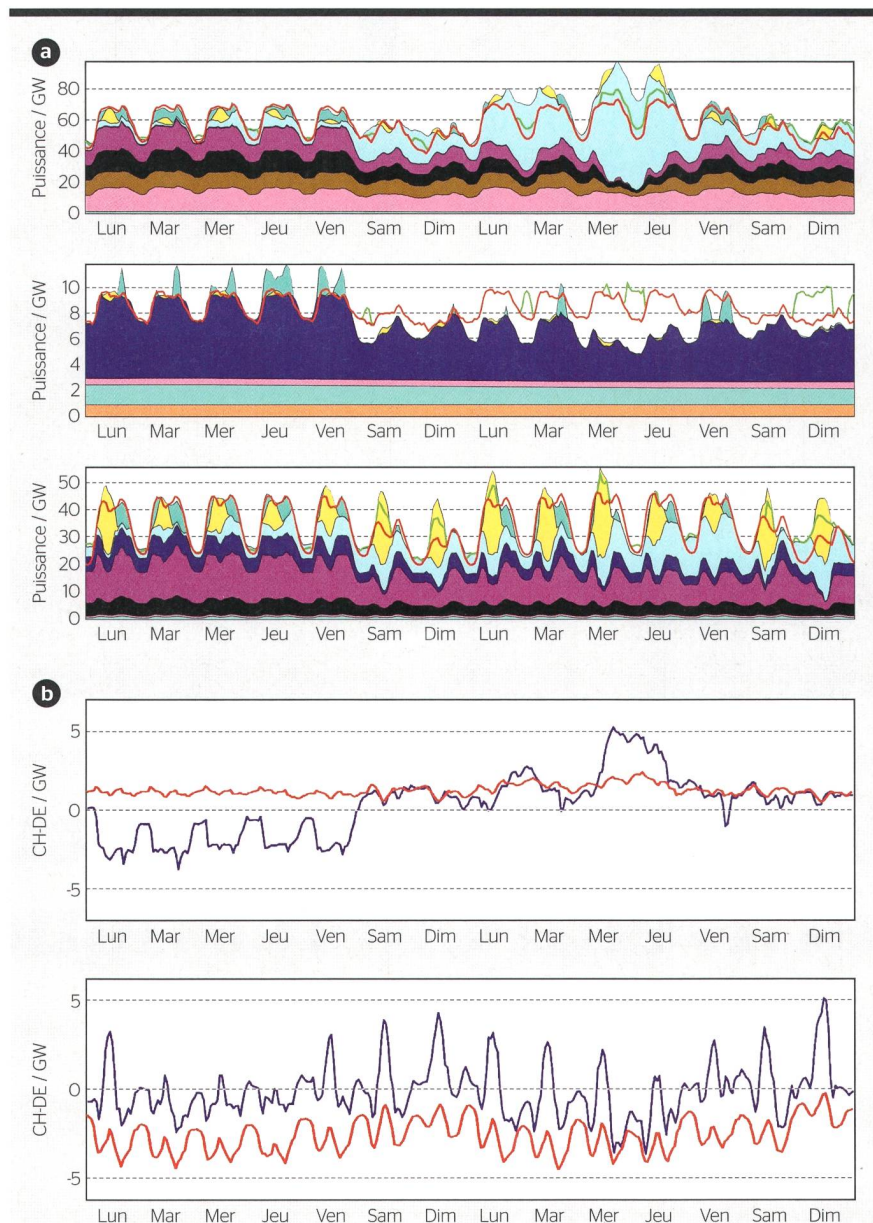 a
Puissance / GW
80
60
40
20
0
Lun Mar Mer Jeu Ven Sam Dim Lun Mar Mer Jeu Ven Sam Dim
Puissance / GW
10
8
6
4
2
0
Lun Mar Mer Jeu Ven Sam Dim Lun Mar Mer Jeu Ven Sam Dim
Puissance / GW
50
40
30
20
10
0
Lun Mar Mer Jeu Ven Sam Dim Lun Mar Mer Jeu Ven Sam Dim
b
CH-DE / GW
5
0
-5
Lun Mar Mer Jeu Ven Sam Dim Lun Mar Mer Jeu Ven Sam Dim
CH-DE / GW
5
0
-5
Lun Mar Mer Jeu Ven Sam Dim Lun Mar Mer Jeu Ven Sam Dim